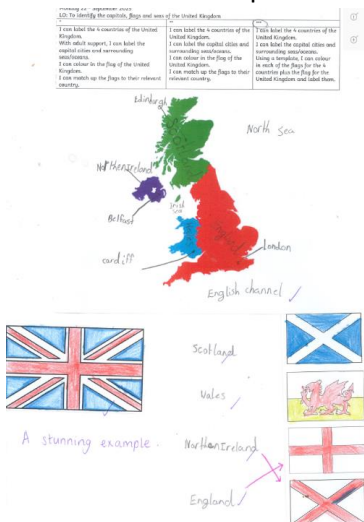 LO: To identify the capitals, flags and seas of the United Kingdom
I can label the 4 countries of the United Kingdom.
With adult support, I can label the capital cities and surrounding seas/oceans.
I can colour in the flag of the United Kingdom.
I can match up the flags to their relevant country.
I can label the 4 countries of the United Kingdom.
I can label the capital cities and surrounding seas/oceans.
I can colour in the flag of the United Kingdom.
I can match up the flags to their relevant country.
I can label the 4 countries of the United Kingdom.
I can label the capital cities and surrounding seas/oceans.
Using a template, I can colour in each of the flags for the 4 countries plus the flag for the United Kingdom and label them.
Edinburgh
North sea
NorthenIreland
Irish sea
Belfast
cardiff
London
English channel
Scotland
Wales
A stunning example.
NorthenIreland
England